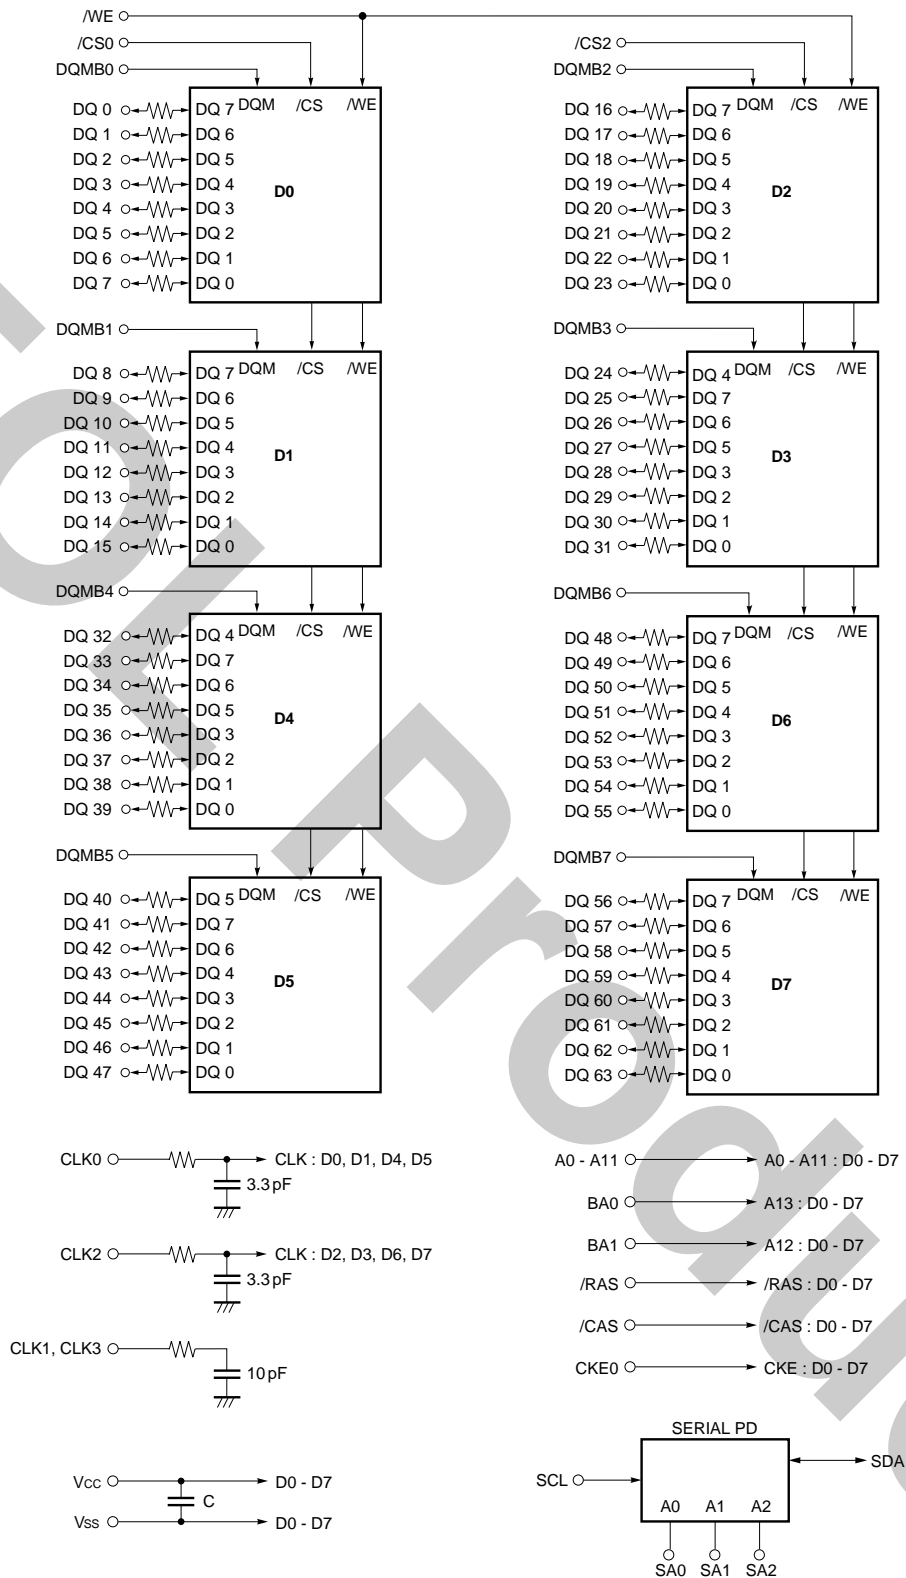 /WE
/CS0
DQMB0
DQM /CS /WE
DQ 0 DQ 7
DQ 1 DQ 6
DQ 2 DQ 5
DQ 3 DQ 4
DQ 4 DQ 3
DQ 5 DQ 2
DQ 6 DQ 1
DQ 7 DQ 0
D0
DQMB1
DQM /CS /WE
DQ 8 DQ 7
DQ 9 DQ 6
DQ 10 DQ 5
DQ 11 DQ 4
DQ 12 DQ 3
DQ 13 DQ 2
DQ 14 DQ 1
DQ 15 DQ 0
D1
DQMB4
DQM /CS /WE
DQ 32 DQ 4
DQ 33 DQ 7
DQ 34 DQ 6
DQ 35 DQ 5
DQ 36 DQ 3
DQ 37 DQ 2
DQ 38 DQ 1
DQ 39 DQ 0
D4
DQMB5
DQM /CS /WE
DQ 40 DQ 5
DQ 41 DQ 7
DQ 42 DQ 6
DQ 43 DQ 4
DQ 44 DQ 3
DQ 45 DQ 2
DQ 46 DQ 1
DQ 47 DQ 0
D5
/CS2
DQMB2
DQM /CS /WE
DQ 16 DQ 7
DQ 17 DQ 6
DQ 18 DQ 5
DQ 19 DQ 4
DQ 20 DQ 3
DQ 21 DQ 2
DQ 22 DQ 1
DQ 23 DQ 0
D2
DQMB3
DQM /CS /WE
DQ 24 DQ 4
DQ 25 DQ 7
DQ 26 DQ 6
DQ 27 DQ 5
DQ 28 DQ 3
DQ 29 DQ 2
DQ 30 DQ 1
DQ 31 DQ 0
D3
DQMB6
DQM /CS /WE
DQ 48 DQ 7
DQ 49 DQ 6
DQ 50 DQ 5
DQ 51 DQ 4
DQ 52 DQ 3
DQ 53 DQ 2
DQ 54 DQ 1
DQ 55 DQ 0
D6
DQMB7
DQM /CS /WE
DQ 56 DQ 7
DQ 57 DQ 6
DQ 58 DQ 5
DQ 59 DQ 4
DQ 60 DQ 3
DQ 61 DQ 2
DQ 62 DQ 1
DQ 63 DQ 0
D7
CLK0 CLK : D0, D1, D4, D5
3.3 pF
CLK2 CLK : D2, D3, D6, D7
3.3 pF
CLK1, CLK3
10 pF
Vcc D0 - D7
C
Vss D0 - D7
A0 - A11 A0 - A11 : D0 - D7
BA0 A13 : D0 - D7
BA1 A12 : D0 - D7
/RAS /RAS : D0 - D7
/CAS /CAS : D0 - D7
CKE0 CKE : D0 - D7
SERIAL PD
SCL SDA
A0 A1 A2
SA0 SA1 SA2